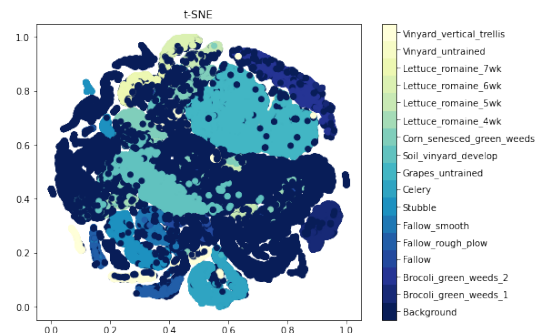 t-SNE
1.0
0.8
0.6
0.4
0.2
0.0
0.0 0.2 0.4 0.6 0.8 1.0
Vinyard_vertical_trellis
Vinyard_untrained
Lettuce_romaine_7wk
Lettuce_romaine_6wk
Lettuce_romaine_5wk
Lettuce_romaine_4wk
Corn_senesced_green_weeds
Soil_vinyard_develop
Grapes_untrained
Celery
Stubble
Fallow_smooth
Fallow_rough_plow
Fallow
Brocoli_green_weeds_2
Brocoli_green_weeds_1
Background